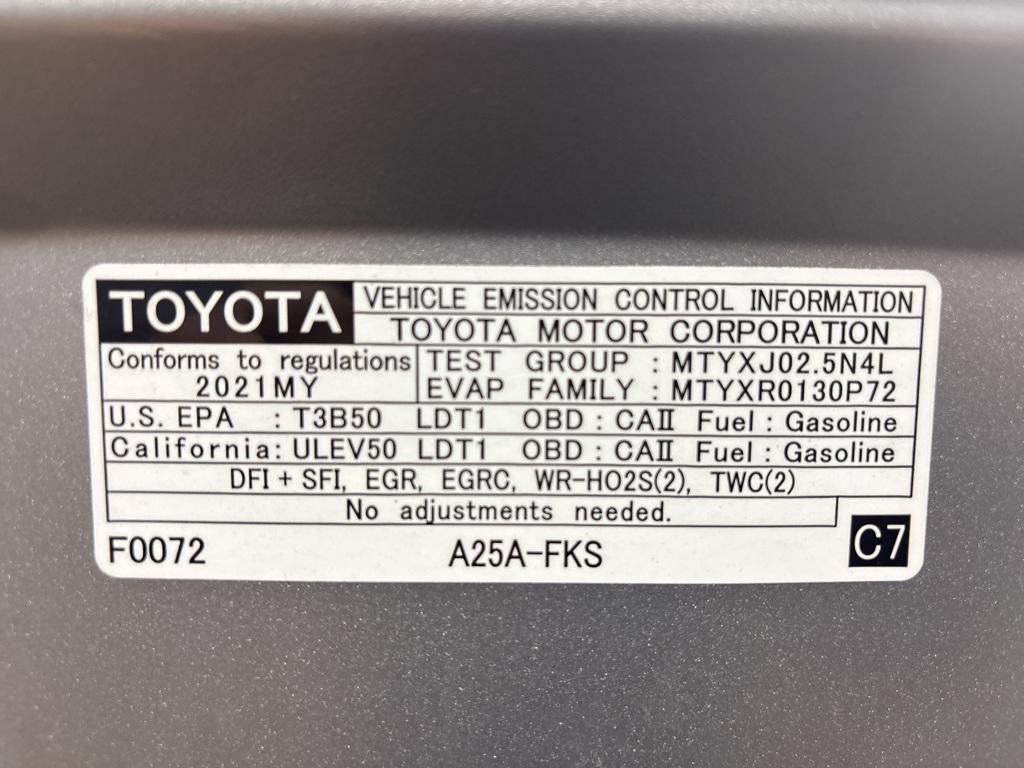 TOYOTA VEHICLE EMISSION CONTROL INFORMATION
TOYOTA MOTOR CORPORATION
Conforms to regulations TEST GROUP : MTYXJ02.5N4L
2021MY EVAP FAMILY : MTYXR0130P72
U.S. EPA : T3B50 LDT1 OBD : CAⅡ Fuel : Gasoline
California : ULEV50 LDT1 OBD : CAⅡ Fuel : Gasoline
DFI + SFI, EGR, EGRC, WR-HO2S(2), TWC(2)
No adjustments needed.
F0072 A25A-FKS C7